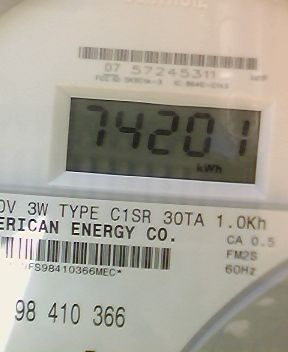 07 57245311
74201
kWh
0V 3W TYPE C1SR 30TA 1.0Kh
ERICAN ENERGY CO.
CA 0.5
FM2S
60Hz
98 410 366